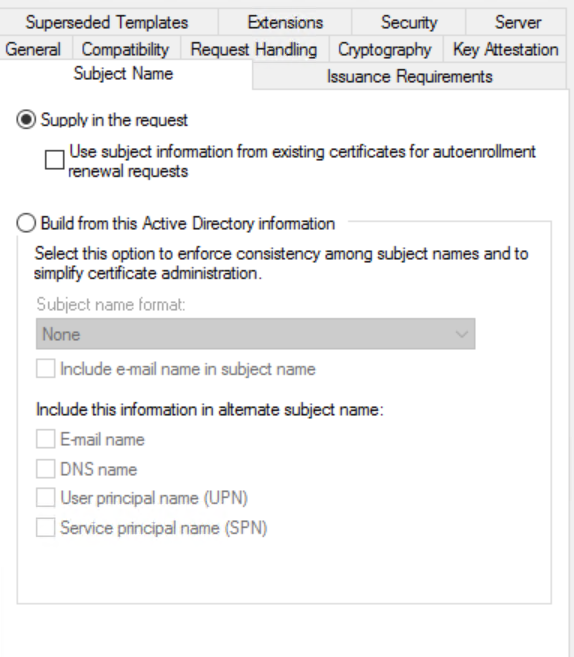 Superseded Templates Extensions Security Server
General Compatibility Request Handling Cryptography Key Attestation
Subject Name Issuance Requirements
Supply in the request
Use subject information from existing certificates for autoenrollment
renewal requests
Build from this Active Directory information
Select this option to enforce consistency among subject names and to
simplify certificate administration.
Subject name format:
None
Include e-mail name in subject name
Include this information in alternate subject name:
E-mail name
DNS name
User principal name (UPN)
Service principal name (SPN)